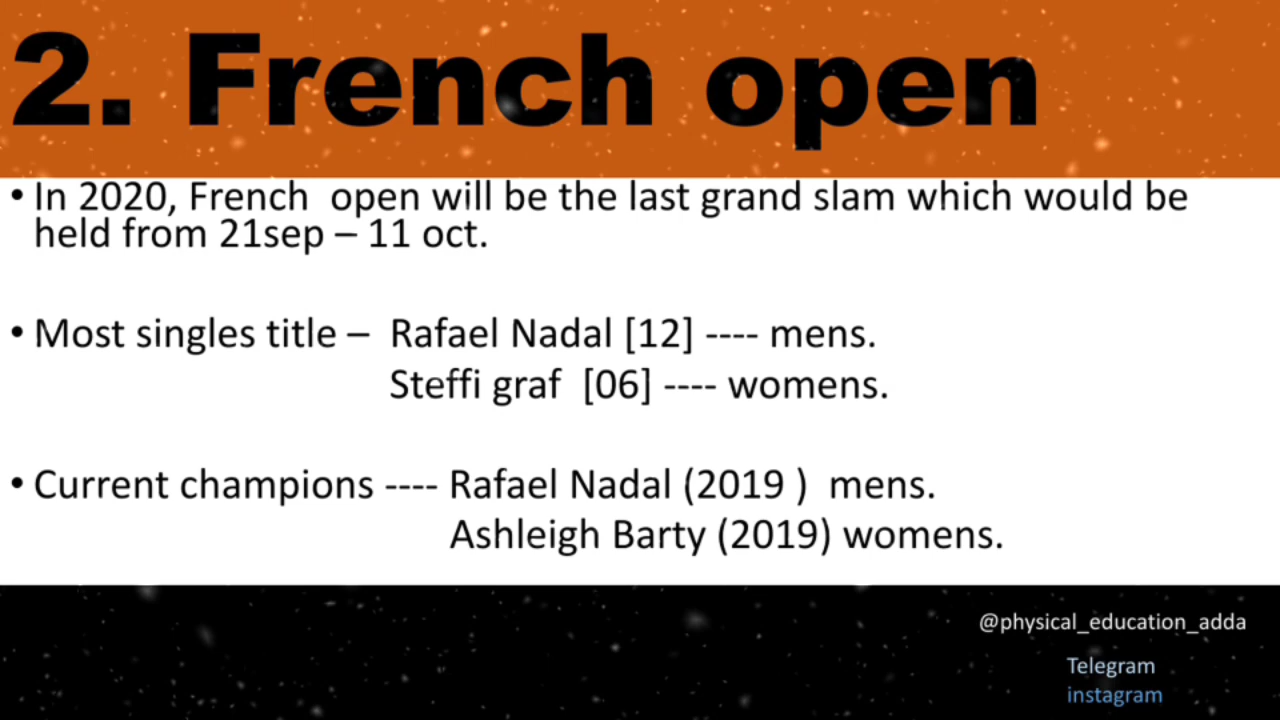 2. French open
• In 2020, French  open will be the last grand slam which would be
held from 21sep – 11 oct.
• Most singles title –  Rafael Nadal [12] ---- mens.
Steffi graf  [06] ---- womens.
• Current champions ---- Rafael Nadal (2019 )  mens.
Ashleigh Barty (2019) womens.
@physical_education_adda
Telegram
instagram